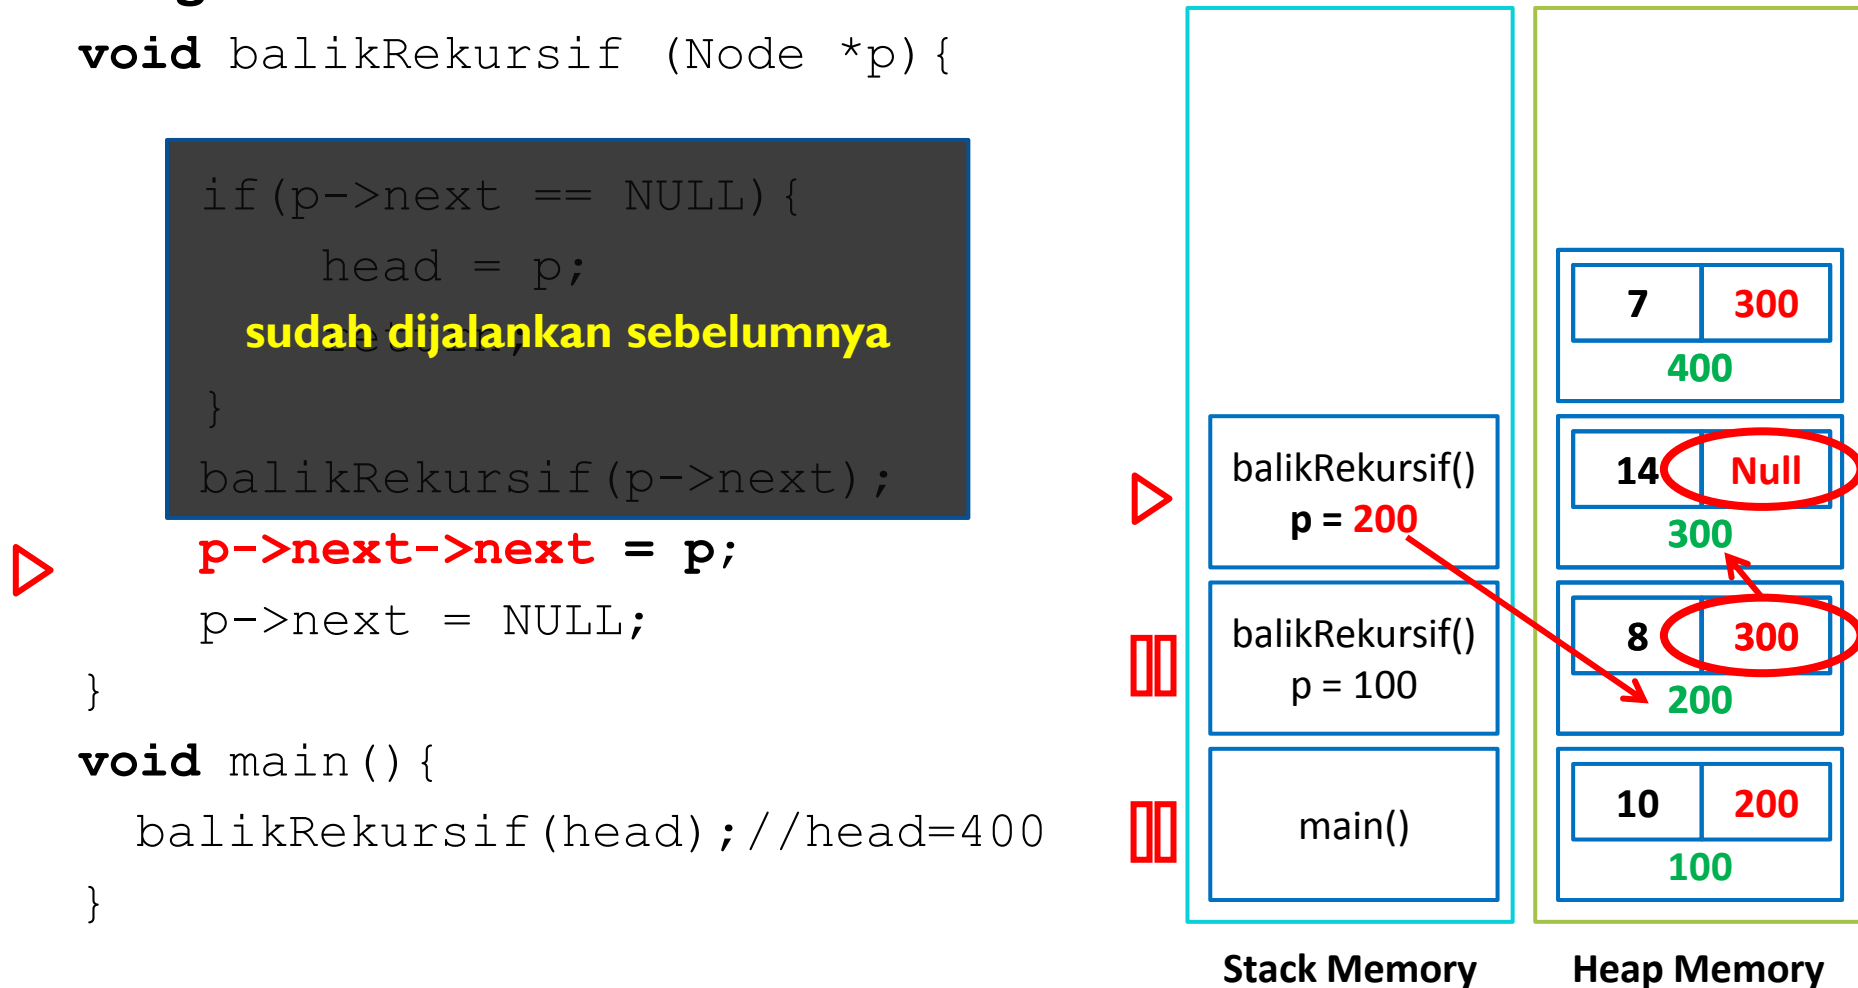 void balikRekursif (Node *p){
if(p->next == NULL){
head = p;
return;
sudah dijalankan sebelumnya
}
balikRekursif(p->next);
p->next->next = p;
p->next = NULL;
}
void main(){
balikRekursif(head);//head=400
}
balikRekursif()
p = 200
balikRekursif()
p = 100
main()
Stack Memory
7 300
400
14 Null
300
8 300
200
10 200
100
Heap Memory